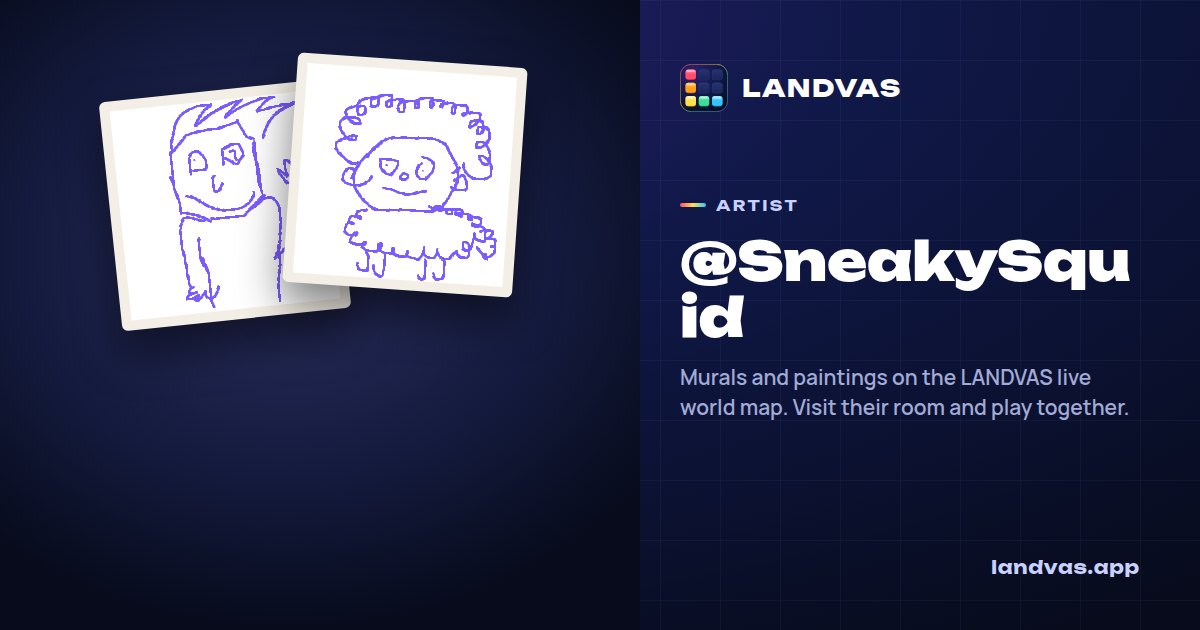 LANDVAS
ARTIST
@SneakySqu
id
Murals and paintings on the LANDVAS live
world map. Visit their room and play together.
landvas.app